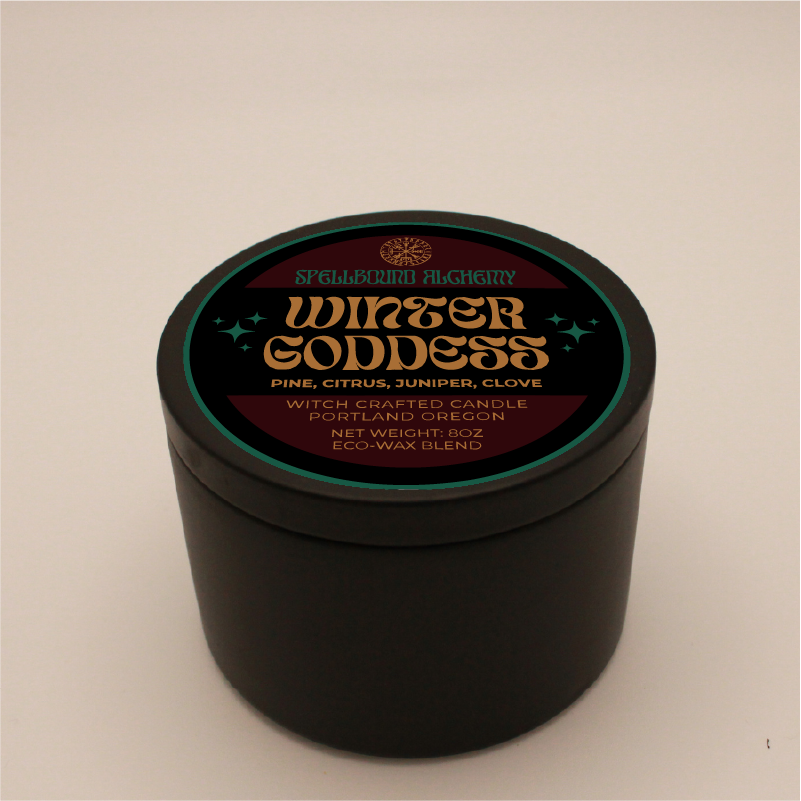 SPELLBOUND ALCHEMY
WINTER
GODDESS
PINE, CITRUS, JUNIPER, CLOVE
WITCH CRAFTED CANDLE
PORTLAND OREGON
NET WEIGHT: 8OZ
ECO-WAX BLEND